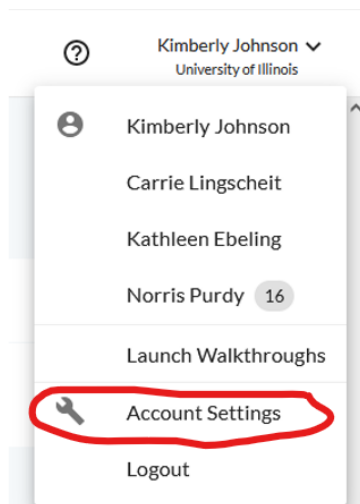 Kimberly Johnson
University of Illinois
Kimberly Johnson
Carrie Lingscheit
Kathleen Ebeling
Norris Purdy 16
Launch Walkthroughs
Account Settings
Logout